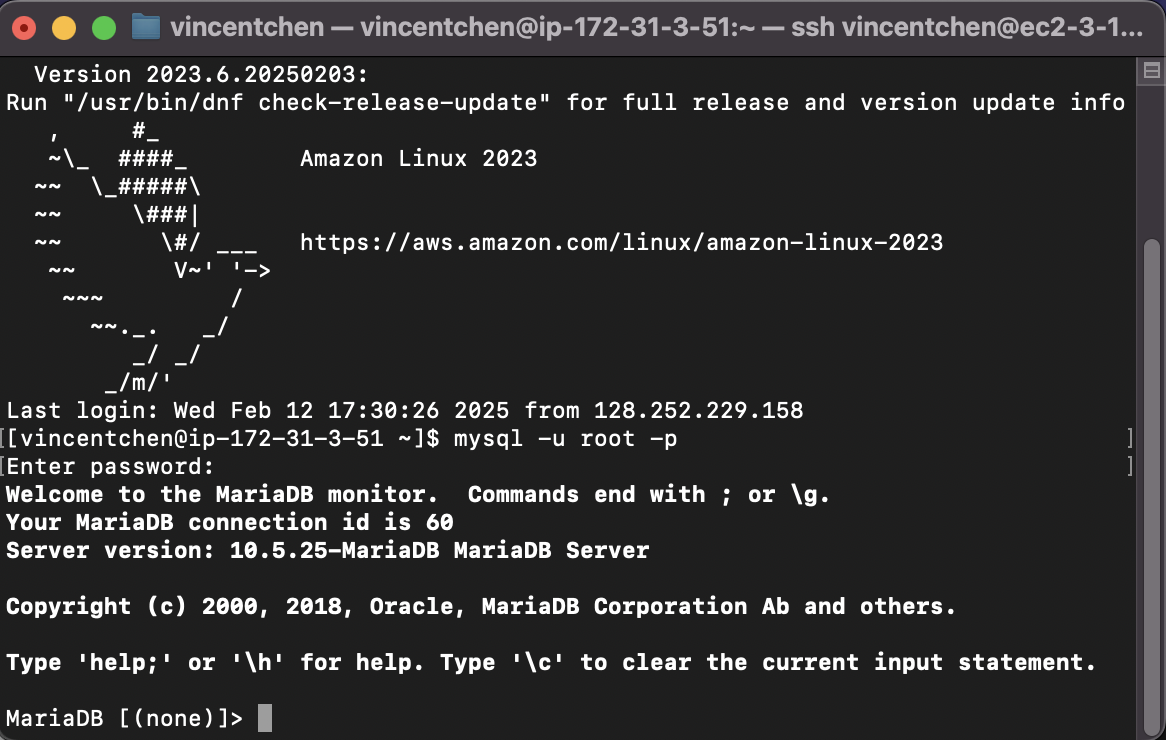 vincentchen — vincentchen@ip-172-31-3-51:~ — ssh vincentchen@ec2-3-1...
  Version 2023.6.20250203:
Run "/usr/bin/dnf check-release-update" for full release and version update info
   ,     #_
   ~\_  ####_        Amazon Linux 2023
  ~~  \_#####\
  ~~     \###|
  ~~       \#/ ___   https://aws.amazon.com/linux/amazon-linux-2023
   ~~       V~' '->
    ~~~         /
      ~~._.   _/
         _/ _/
       _/m/'
Last login: Wed Feb 12 17:30:26 2025 from 128.252.229.158
[[vincentchen@ip-172-31-3-51 ~]$ mysql -u root -p                                ]
[Enter password:                                                                 ]
Welcome to the MariaDB monitor.  Commands end with ; or \g.
Your MariaDB connection id is 60
Server version: 10.5.25-MariaDB MariaDB Server

Copyright (c) 2000, 2018, Oracle, MariaDB Corporation Ab and others.

Type 'help;' or '\h' for help. Type '\c' to clear the current input statement.

MariaDB [(none)]>